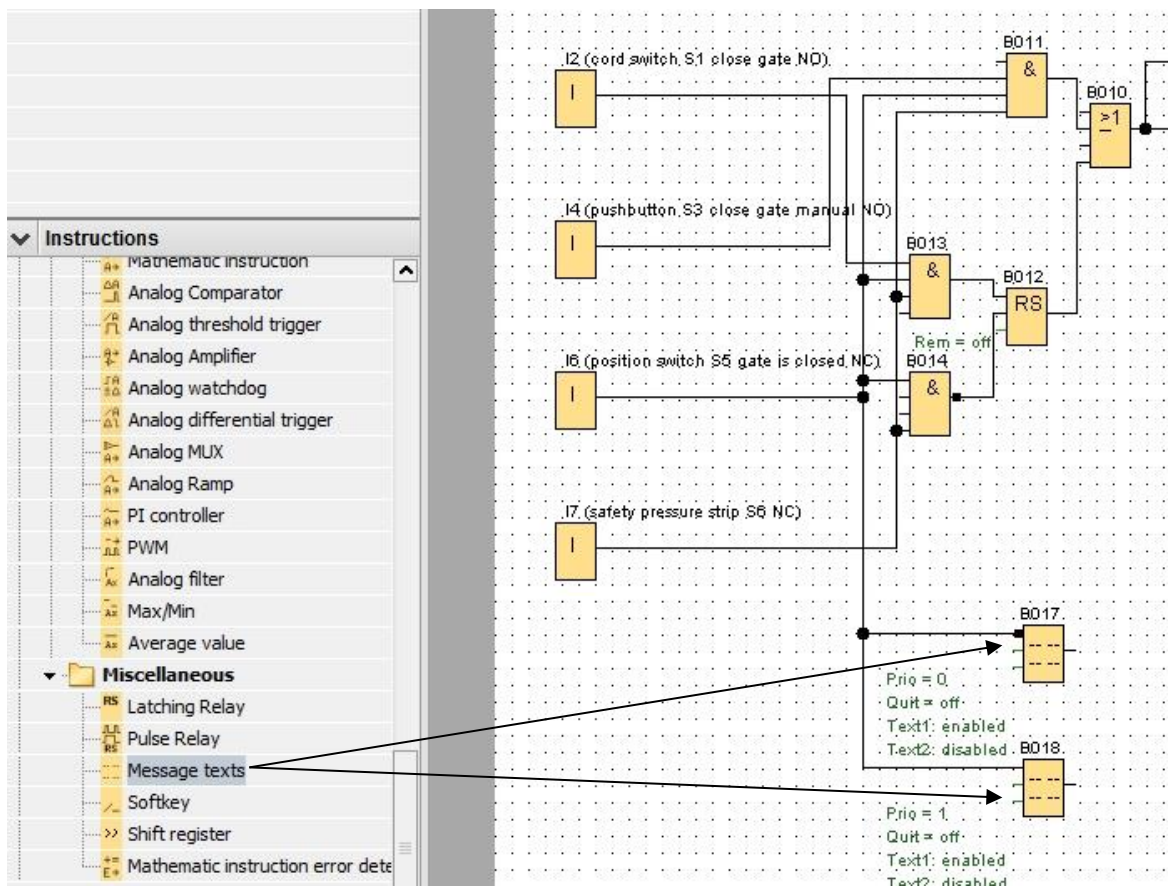 Instructions
Mathematic instruction
Analog Comparator
Analog threshold trigger
Analog Amplifier
Analog watchdog
Analog differential trigger
Analog MUX
Analog Ramp
PI controller
PWM
Analog filter
Max/Min
Average value
Miscellaneous
RS Latching Relay
RS Pulse Relay
Message texts
Softkey
Shift register
Mathematic instruction error dete
I2 (cord switch S1 close gate NO)
I
I4 (pushbutton S3 close gate manual NO)
I
I6 (position switch S5 gate is closed NC)
I
I7 (safety pressure strip S6 NC)
I
B011
&
B010
>1
B013
&
B012
RS
Rem = off
B014
&
B017
Prio = 0
Quit = off
Text1: enabled
Text2: disabled
B018
Prio = 1
Quit = off
Text1: enabled
Text2: disabled